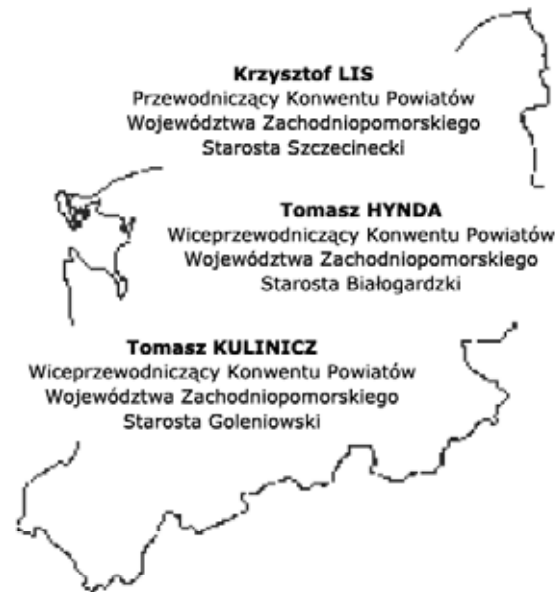 Krzysztof LIS
Przewodniczący Konwentu Powiatów
Województwa Zachodniopomorskiego
Starosta Szczecinecki
Tomasz HYNDA
Wiceprzewodniczący Konwentu Powiatów
Województwa Zachodniopomorskiego
Starosta Białogardzki
Tomasz KULINICZ
Wiceprzewodniczący Konwentu Powiatów
Województwa Zachodniopomorskiego
Starosta Goleniowski